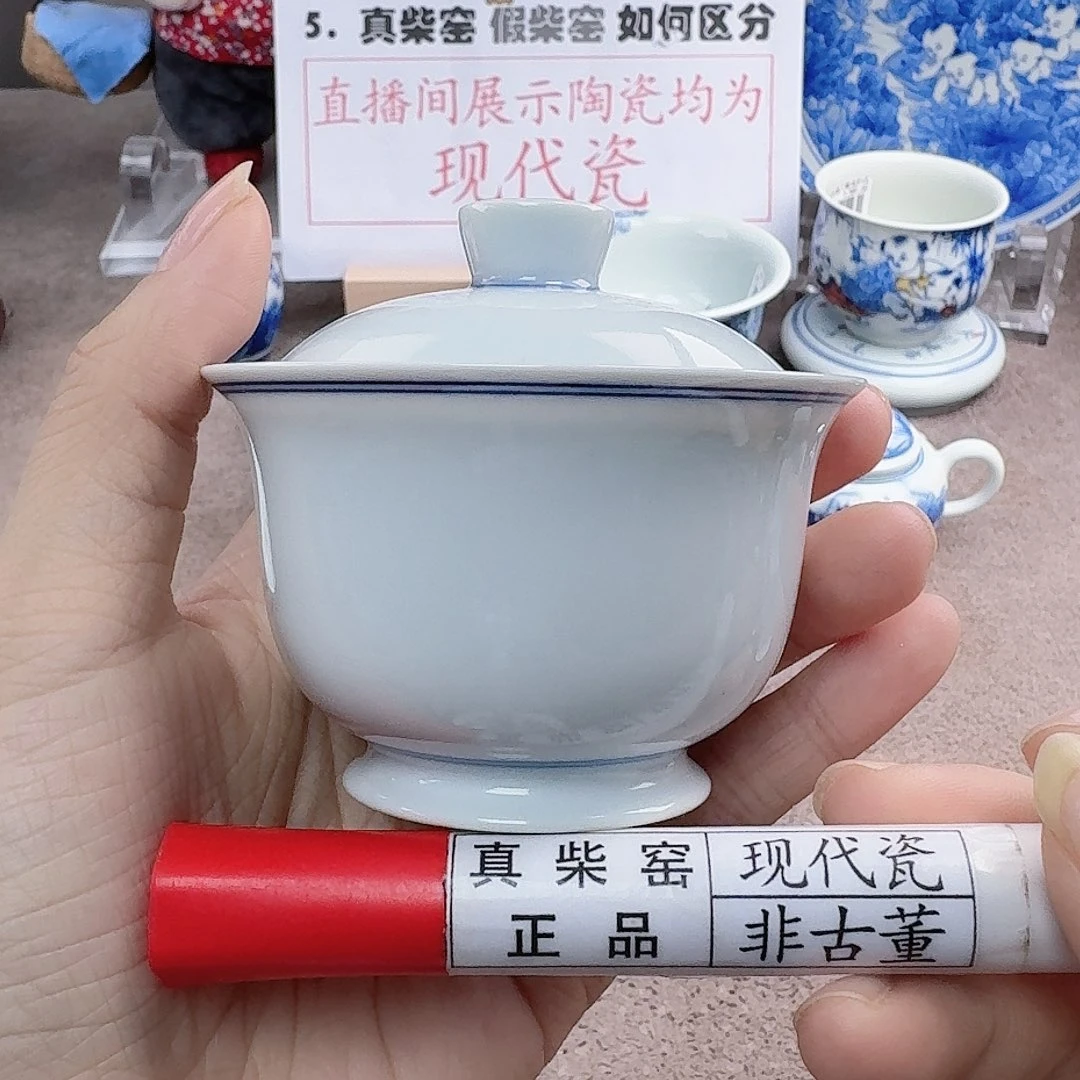 5. 真柴窑 假柴窑 如何区分
直播间展示陶瓷均为
现代瓷
真柴窑 现代瓷
正品 非古董